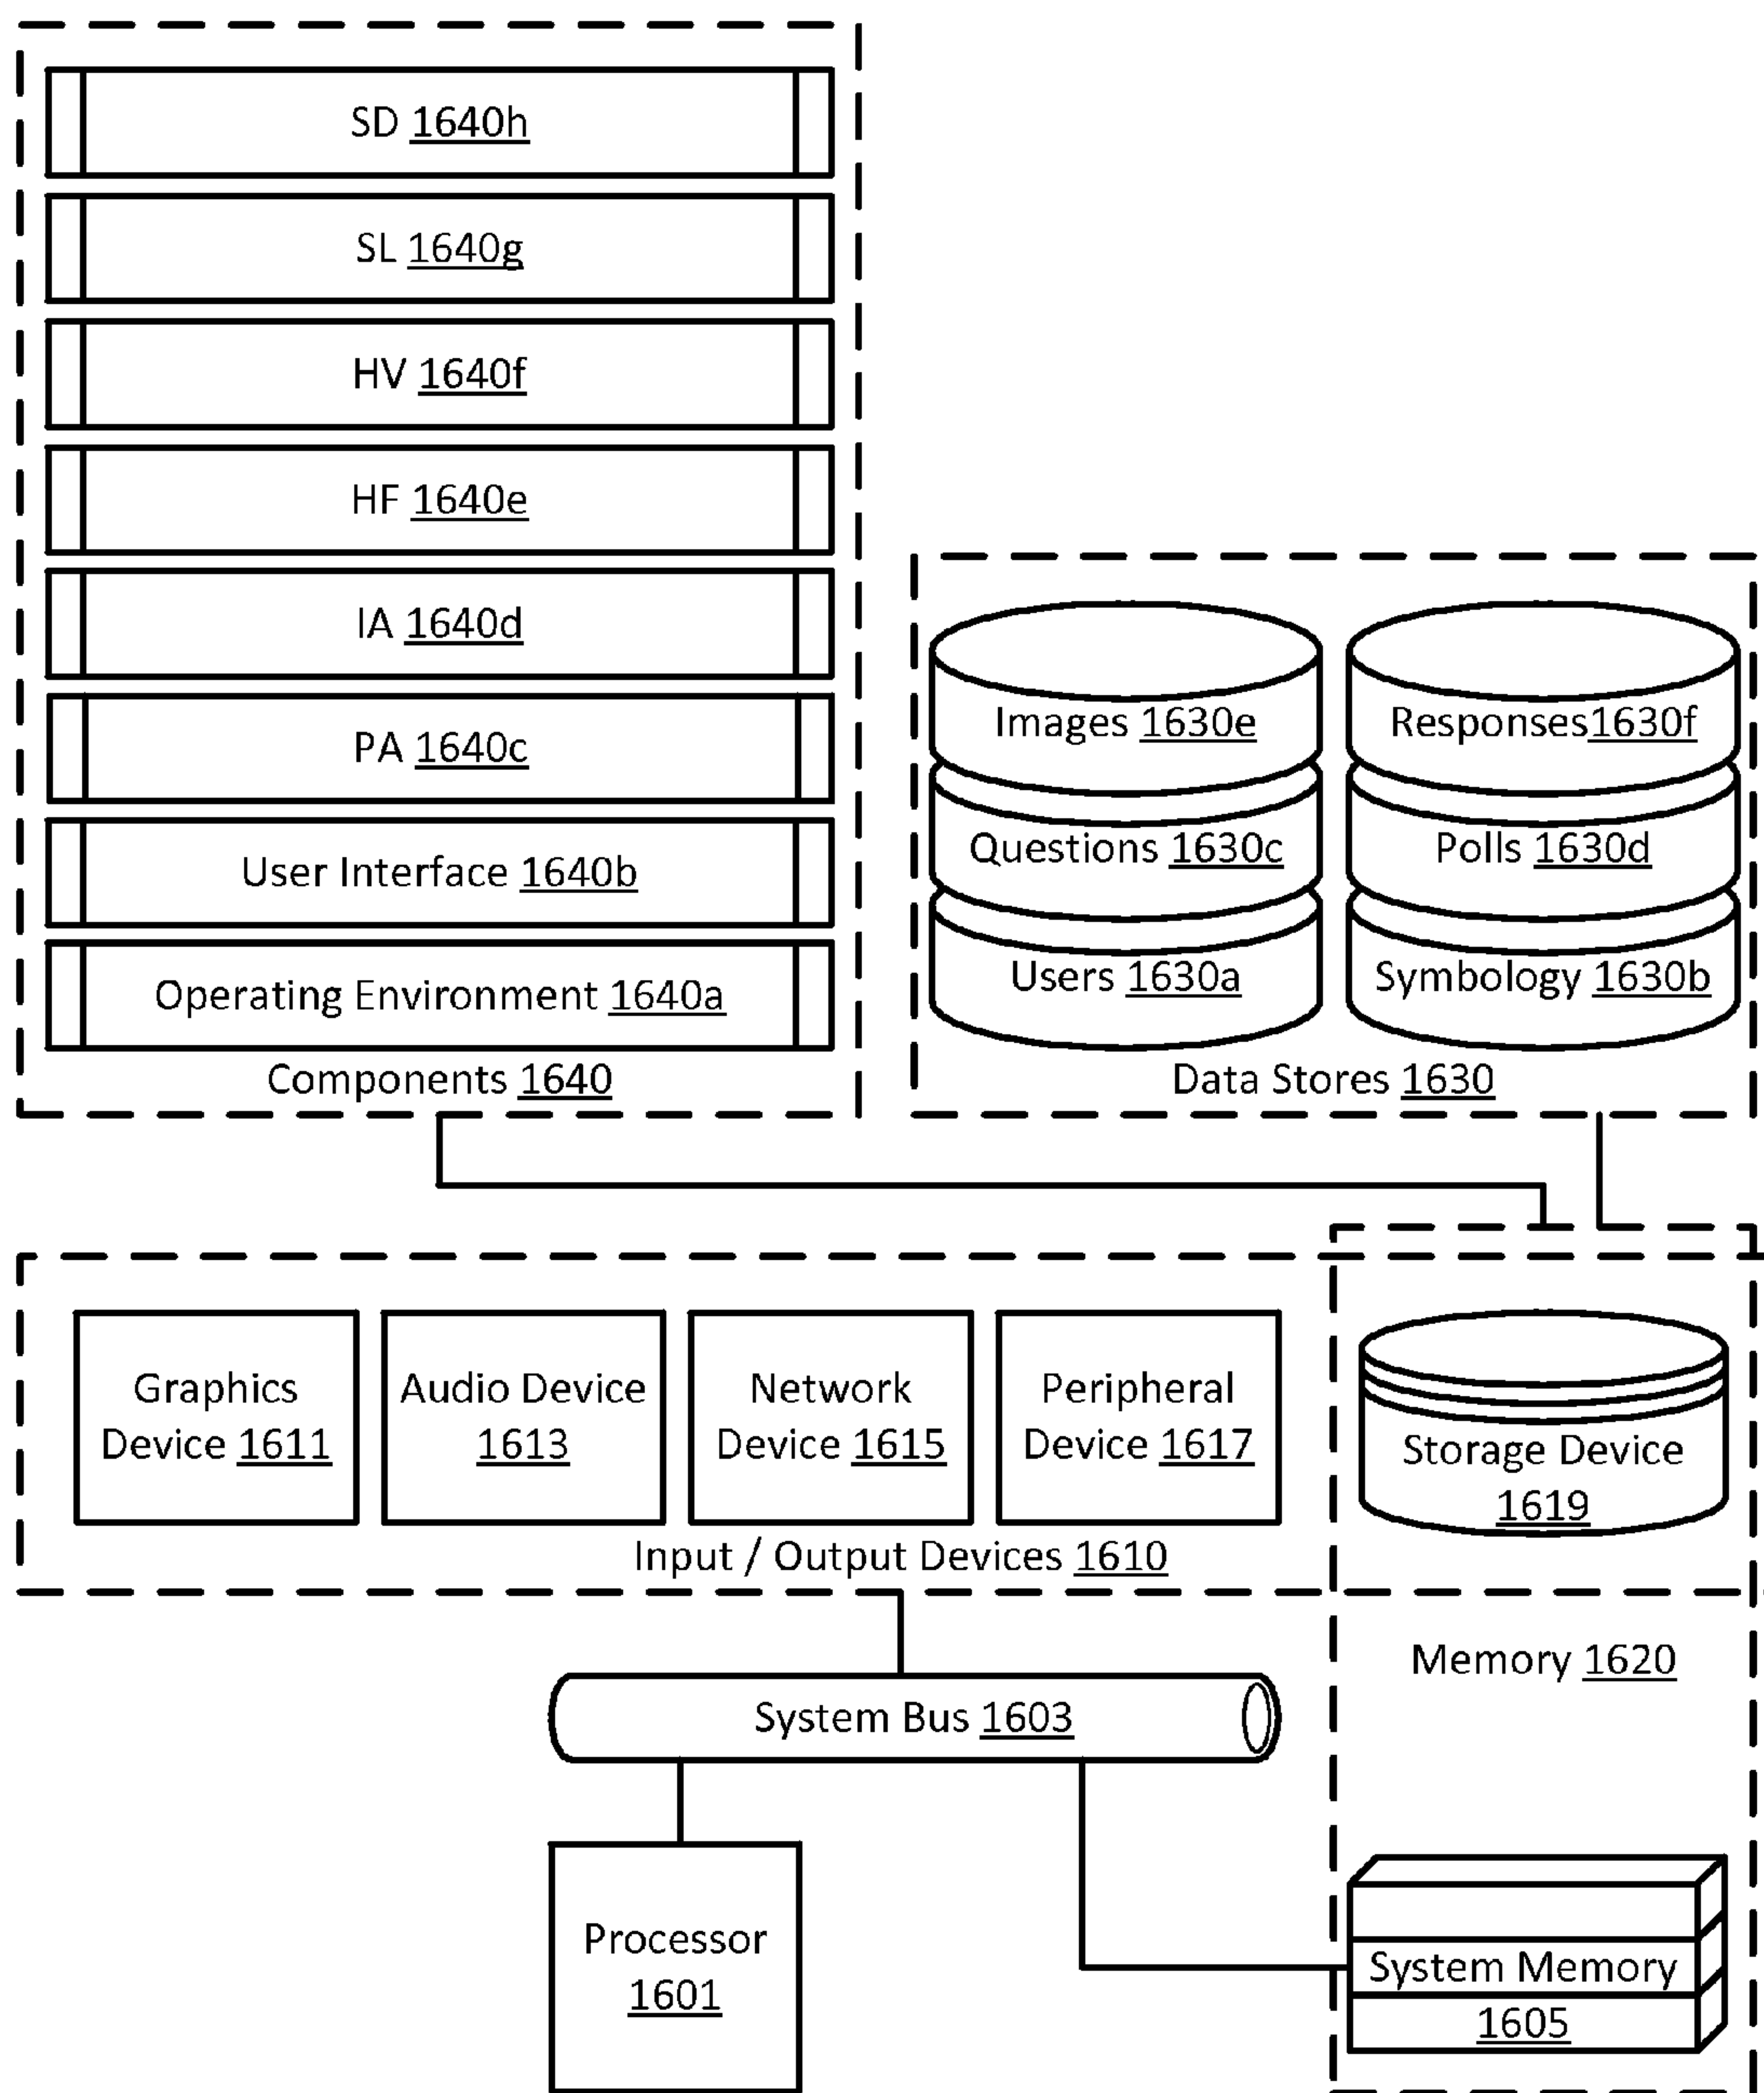 SD 1640h
SL 1640g
HV 1640f
HF 1640e
IA 1640d
PA 1640c
User Interface 1640b
Operating Environment 1640a
Components 1640
Images 1630e
Responses1630f
Questions 1630c
Polls 1630d
Users 1630a
Symbology 1630b
Data Stores 1630
Graphics
Device 1611
Audio Device
1613
Network
Device 1615
Peripheral
Device 1617
Storage Device
1619
Input / Output Devices 1610
Memory 1620
System Bus 1603
Processor
1601
System Memory
1605